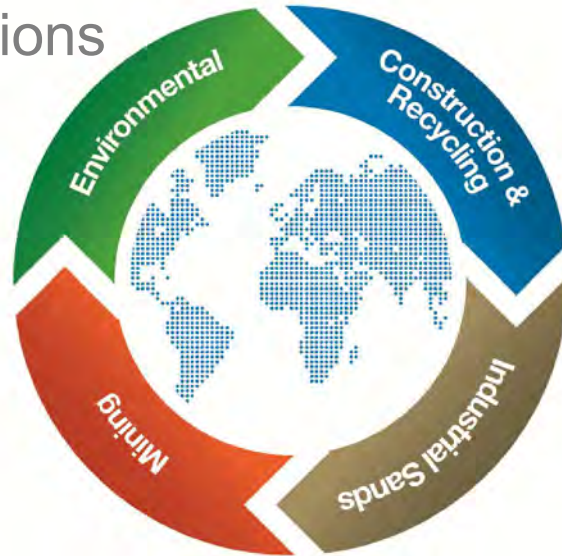 ions
Environmental
Construction &
Recycling
Industrial Sands
Mining